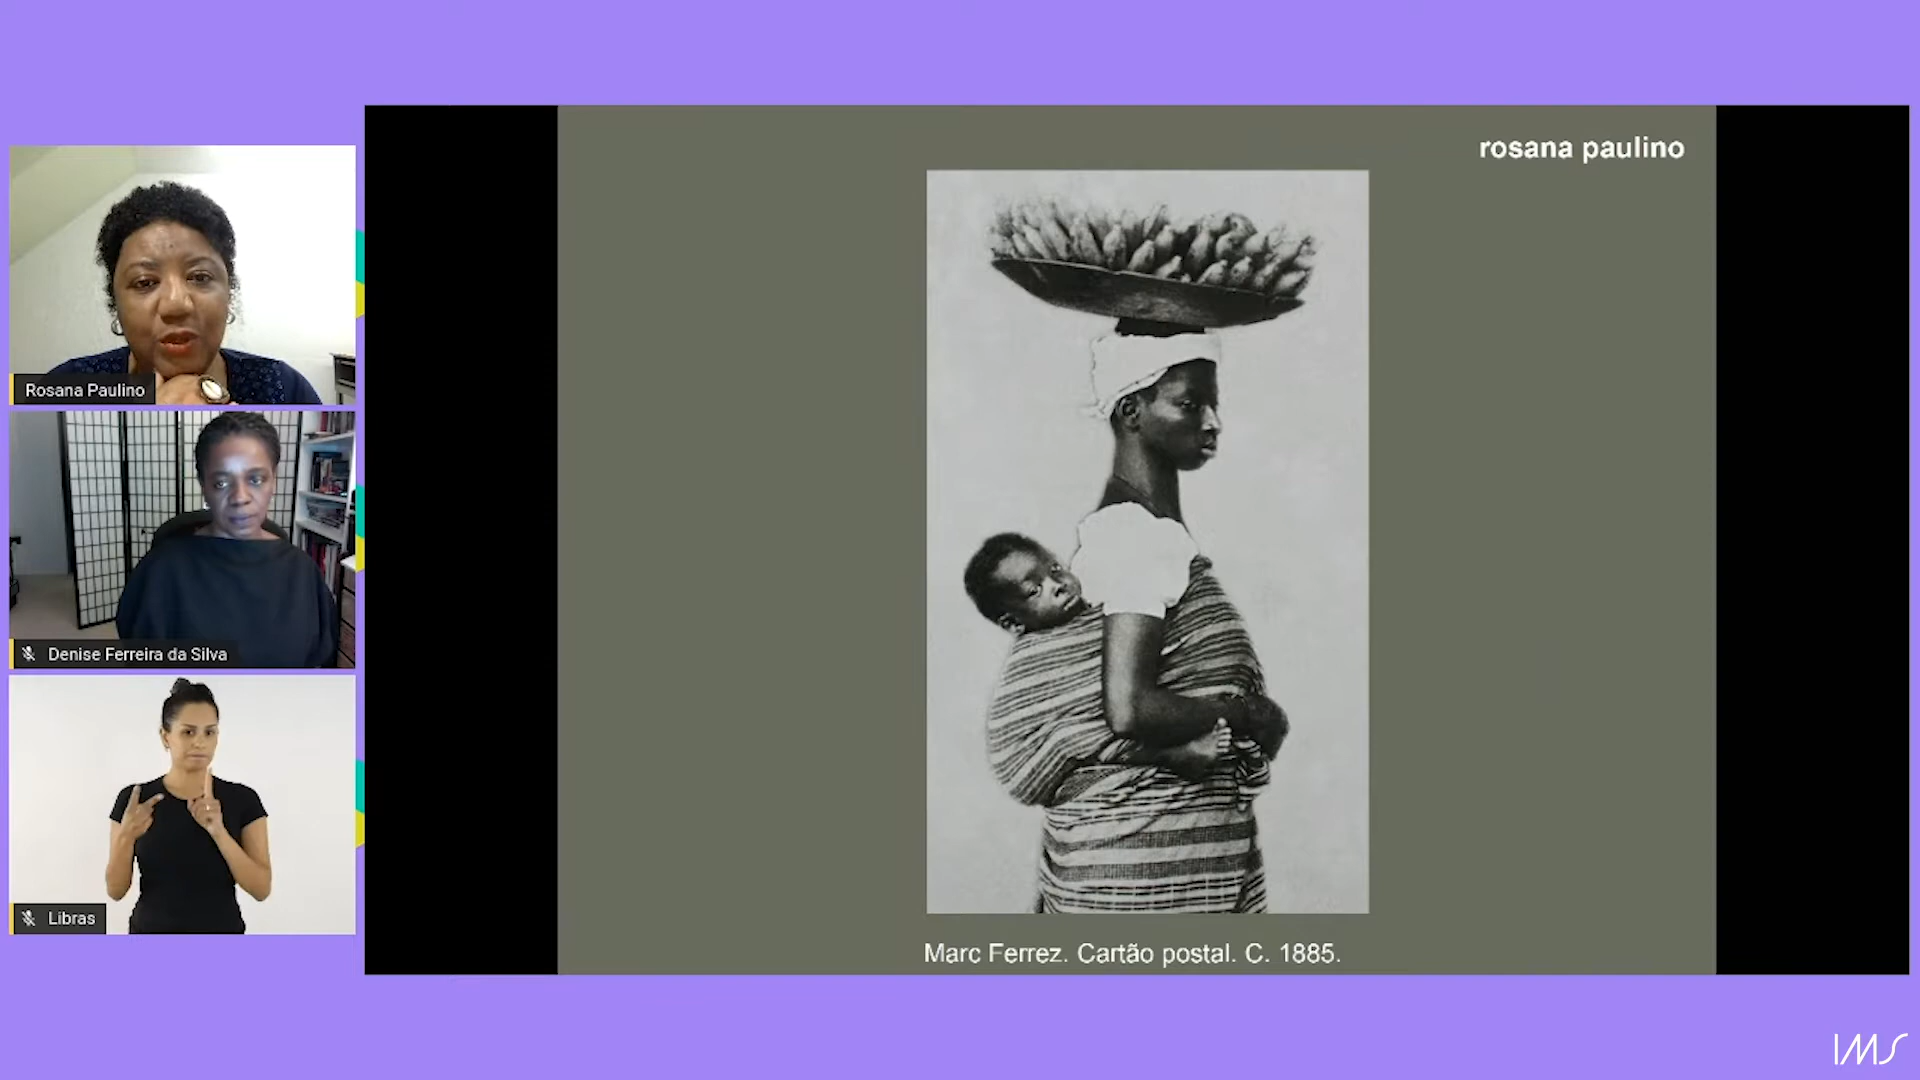 rosana paulino
Rosana Paulino
Denise Ferreira da Silva
Libras
Marc Ferrez. Cartão postal. C. 1885.
IMS